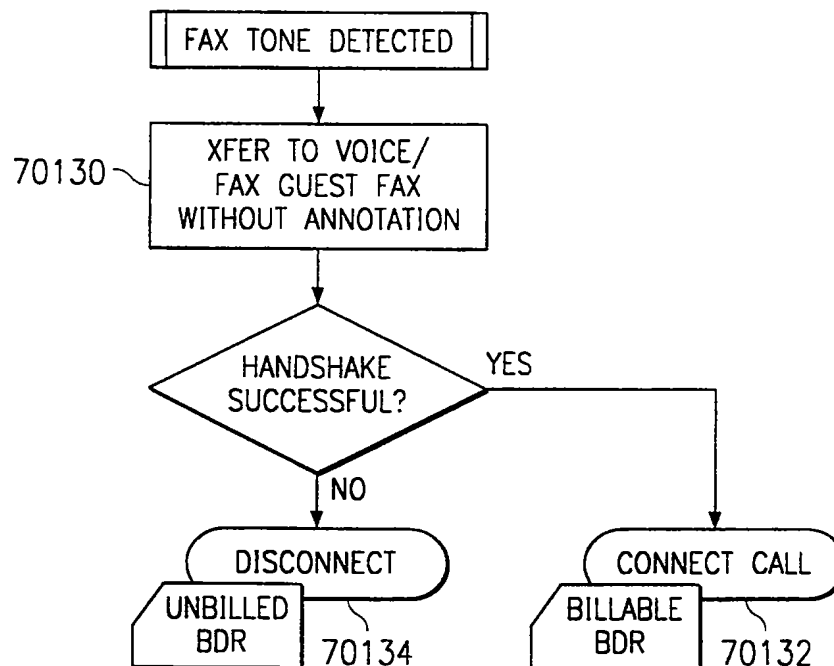 FAX TONE DETECTED
70130
XFER TO VOICE/
FAX GUEST FAX
WITHOUT ANNOTATION
HANDSHAKE
SUCCESSFUL?
YES
NO
DISCONNECT
CONNECT CALL
UNBILLED
BDR
70134
BILLABLE
BDR
70132